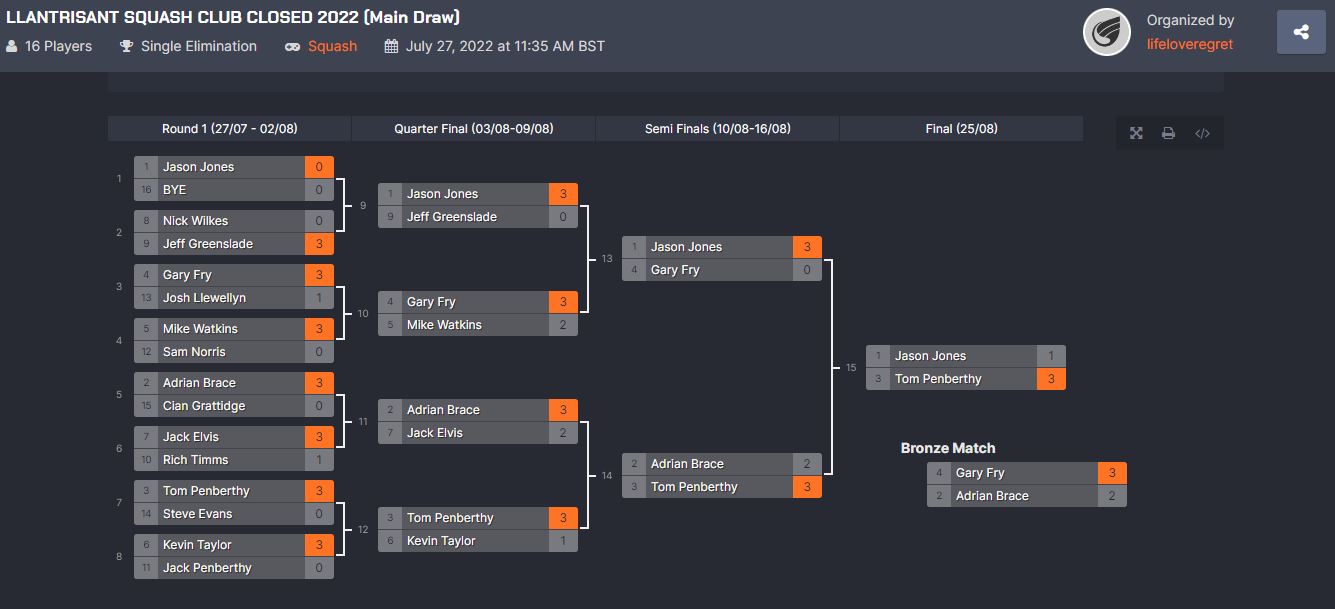 LLANTRISANT SQUASH CLUB CLOSED 2022 (Main Draw)
16 Players Single Elimination Squash July 27, 2022 at 11:35 AM BST
Organized by
lifeloveregret
Round 1 (27/07 - 02/08) Quarter Final (03/08-09/08) Semi Finals (10/08-16/08) Final (25/08)
1
1 Jason Jones 0
16 BYE 0
2
8 Nick Wilkes 0
9 Jeff Greenslade 3
3
4 Gary Fry 3
13 Josh Llewellyn 1
4
5 Mike Watkins 3
12 Sam Norris 0
5
2 Adrian Brace 3
15 Cian Grattidge 0
6
7 Jack Elvis 3
10 Rich Timms 1
7
3 Tom Penberthy 3
14 Steve Evans 0
8
6 Kevin Taylor 3
11 Jack Penberthy 0
9
1 Jason Jones 3
9 Jeff Greenslade 0
10
4 Gary Fry 3
5 Mike Watkins 2
11
2 Adrian Brace 3
7 Jack Elvis 2
12
3 Tom Penberthy 3
6 Kevin Taylor 1
13
1 Jason Jones 3
4 Gary Fry 0
14
2 Adrian Brace 2
3 Tom Penberthy 3
15
1 Jason Jones 1
3 Tom Penberthy 3
Bronze Match
4 Gary Fry 3
2 Adrian Brace 2